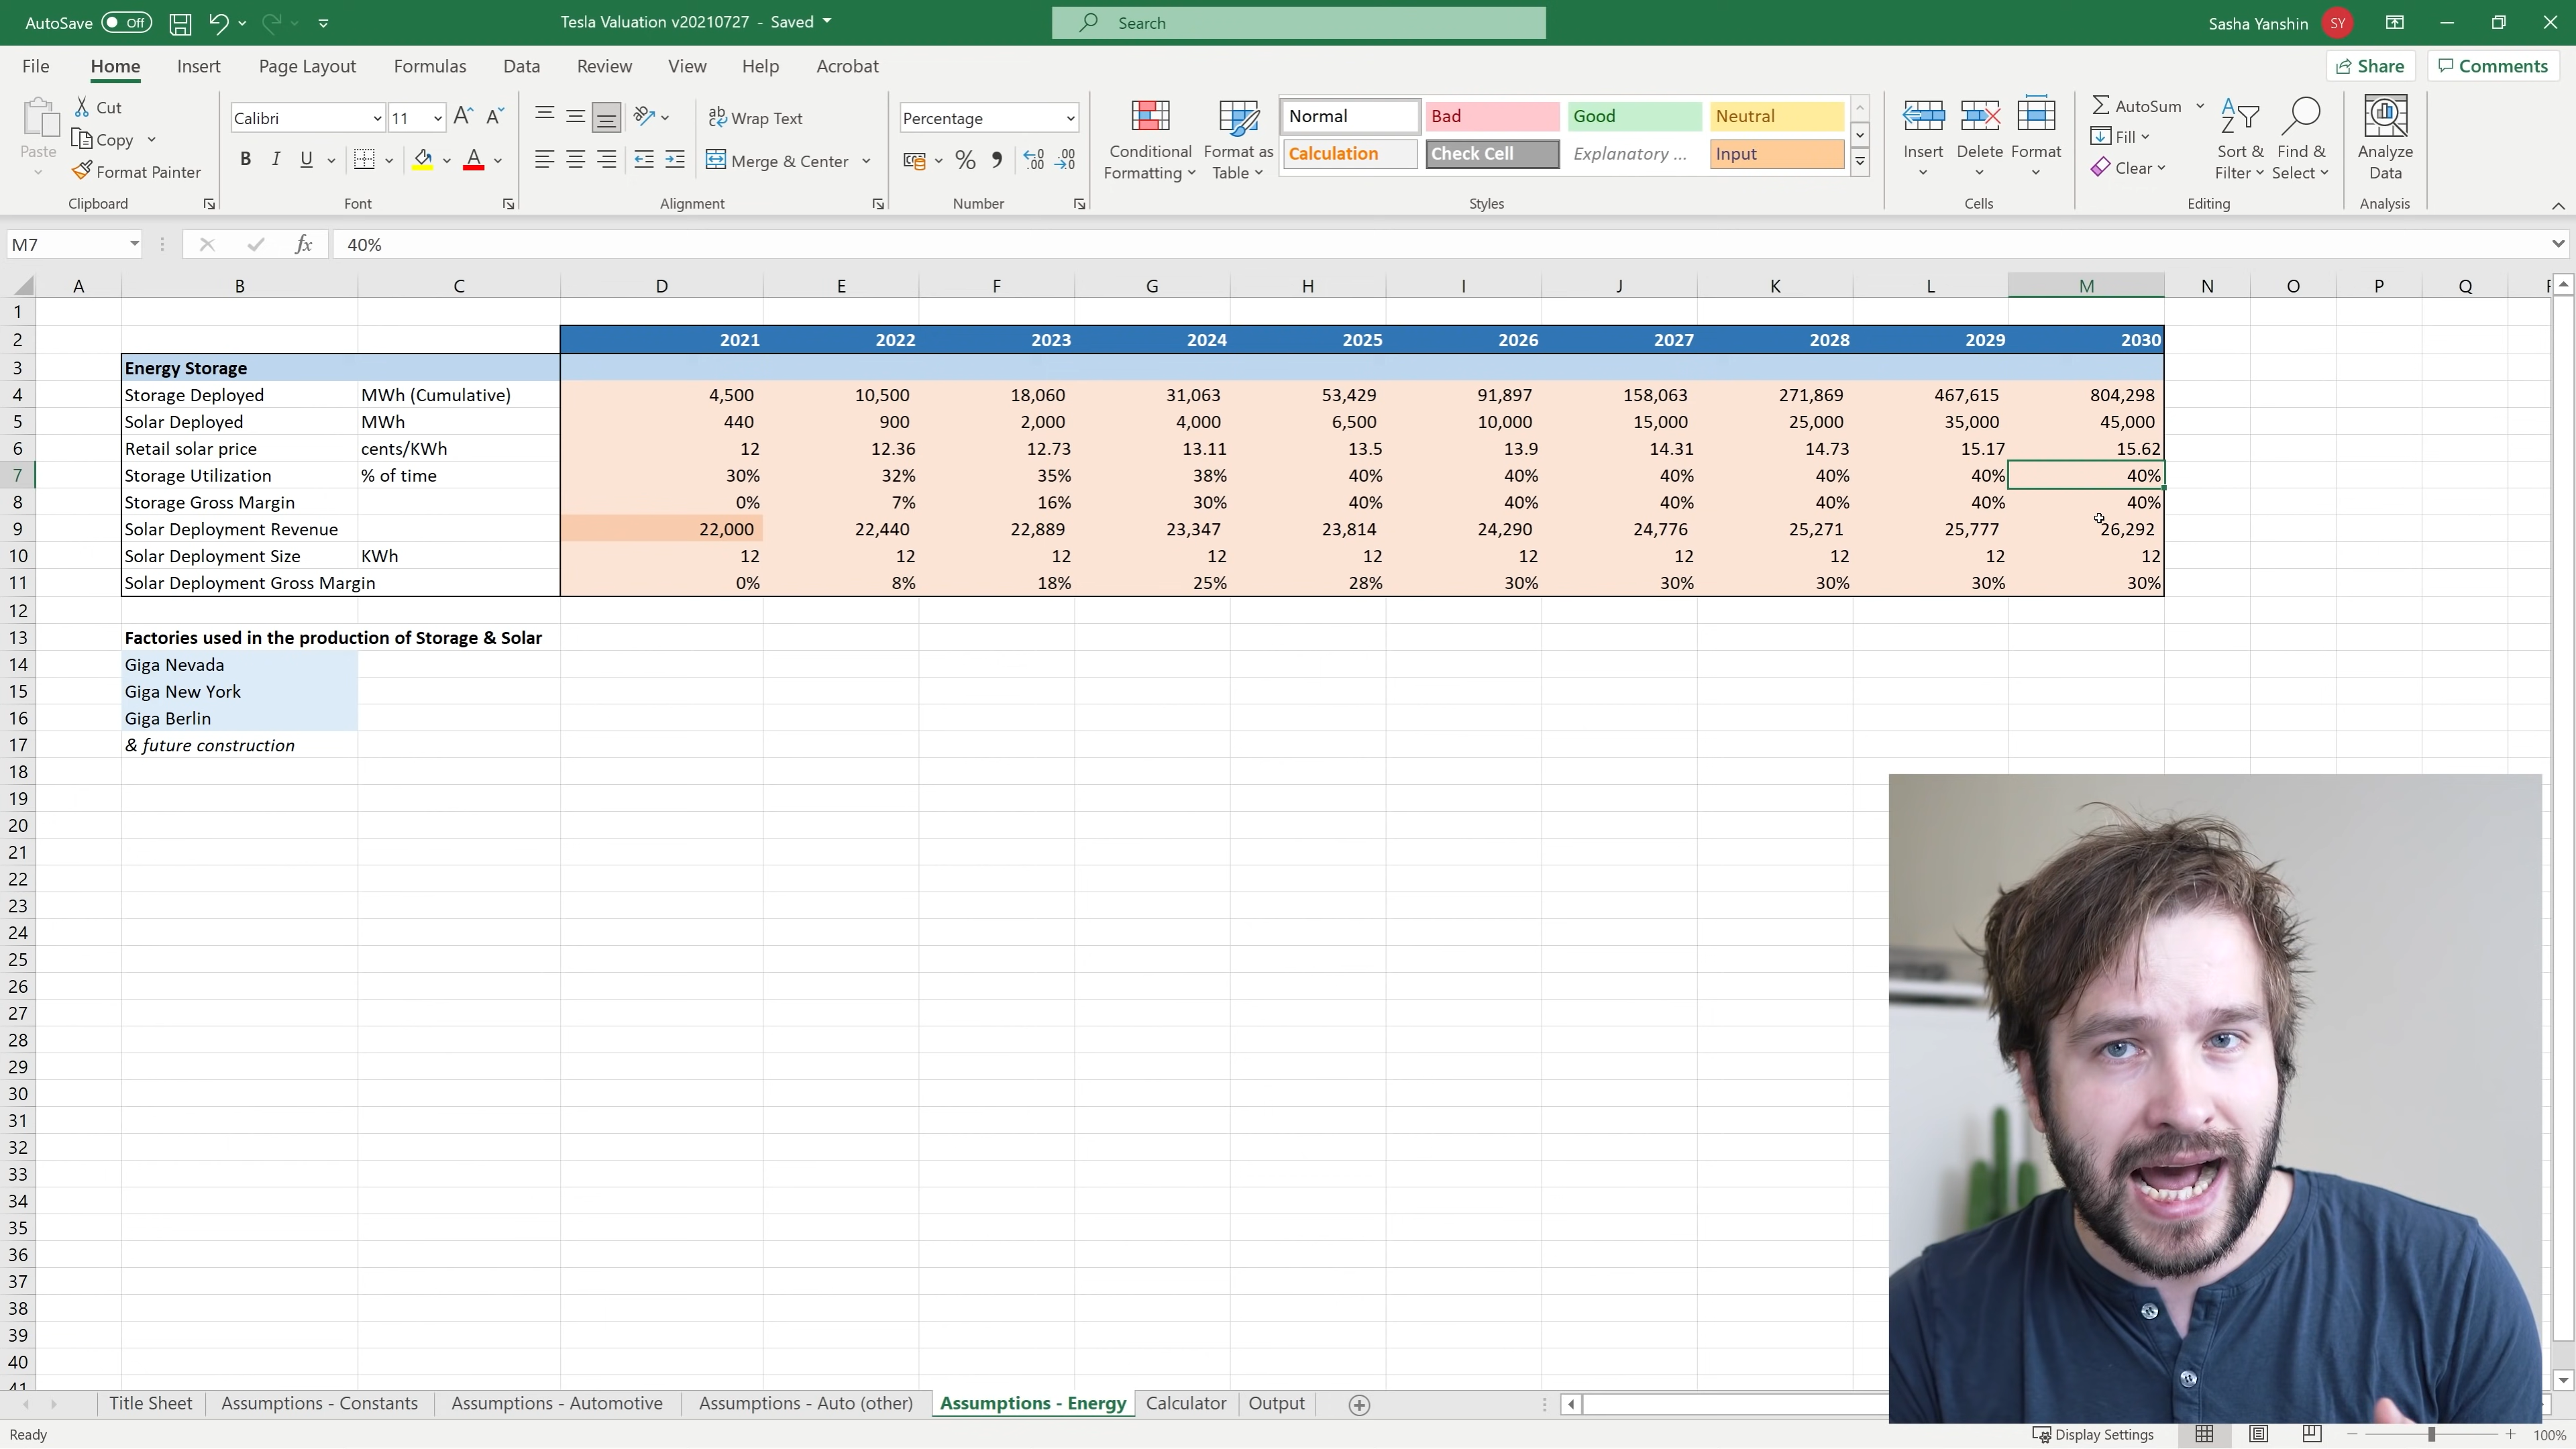 AutoSave Off Tesla Valuation v20210727 - Saved Search Sasha Yanshin SY
File Home Insert Page Layout Formulas Data Review View Help Acrobat Share Comments
Paste Cut Copy Format Painter Clipboard
Calibri 11 B I U A Font
ab Wrap Text Merge & Center Alignment
Percentage % Number
Conditional Formatting Format as Table
Normal Bad Good Neutral
Calculation Check Cell Explanatory ... Input
Styles
Insert Delete Format Cells
AutoSum Fill Clear Sort & Filter Find & Select Editing
Analyze Data Analysis
M7 fx 40%
A B C D E F G H I J K L M N O P Q
1
2 2021 2022 2023 2024 2025 2026 2027 2028 2029 2030
3 Energy Storage
4 Storage Deployed MWh (Cumulative) 4,500 10,500 18,060 31,063 53,429 91,897 158,063 271,869 467,615 804,298
5 Solar Deployed MWh 440 900 2,000 4,000 6,500 10,000 15,000 25,000 35,000 45,000
6 Retail solar price cents/KWh 12 12.36 12.73 13.11 13.5 13.9 14.31 14.73 15.17 15.62
7 Storage Utilization % of time 30% 32% 35% 38% 40% 40% 40% 40% 40% 40%
8 Storage Gross Margin 0% 7% 16% 30% 40% 40% 40% 40% 40% 40%
9 Solar Deployment Revenue 22,000 22,440 22,889 23,347 23,814 24,290 24,776 25,271 25,777 26,292
10 Solar Deployment Size KWh 12 12 12 12 12 12 12 12 12 12
11 Solar Deployment Gross Margin 0% 8% 18% 25% 28% 30% 30% 30% 30% 30%
12
13 Factories used in the production of Storage & Solar
14 Giga Nevada
15 Giga New York
16 Giga Berlin
17 & future construction
18
19
20
21
22
23
24
25
26
27
28
29
30
31
32
33
34
35
36
37
38
39
40
41
Title Sheet Assumptions - Constants Assumptions - Automotive Assumptions - Auto (other) Assumptions - Energy Calculator Output
Ready Display Settings 100%